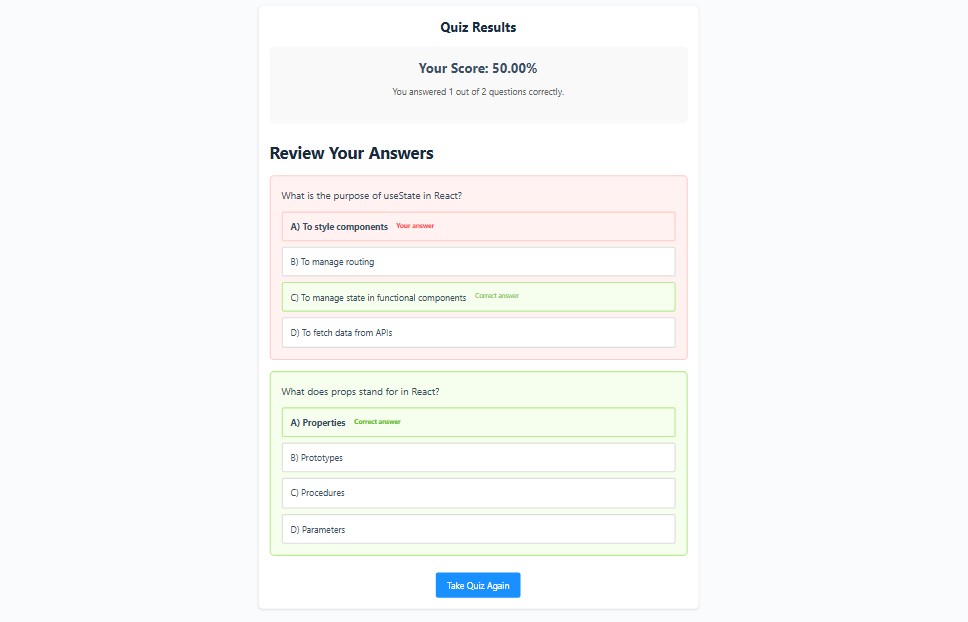 Quiz Results
Your Score: 50.00%
You answered 1 out of 2 questions correctly.
Review Your Answers
What is the purpose of useState in React?
A) To style components Your answer
B) To manage routing
C) To manage state in functional components Correct answer
D) To fetch data from APIs
What does props stand for in React?
A) Properties Correct answer
B) Prototypes
C) Procedures
D) Parameters
Take Quiz Again